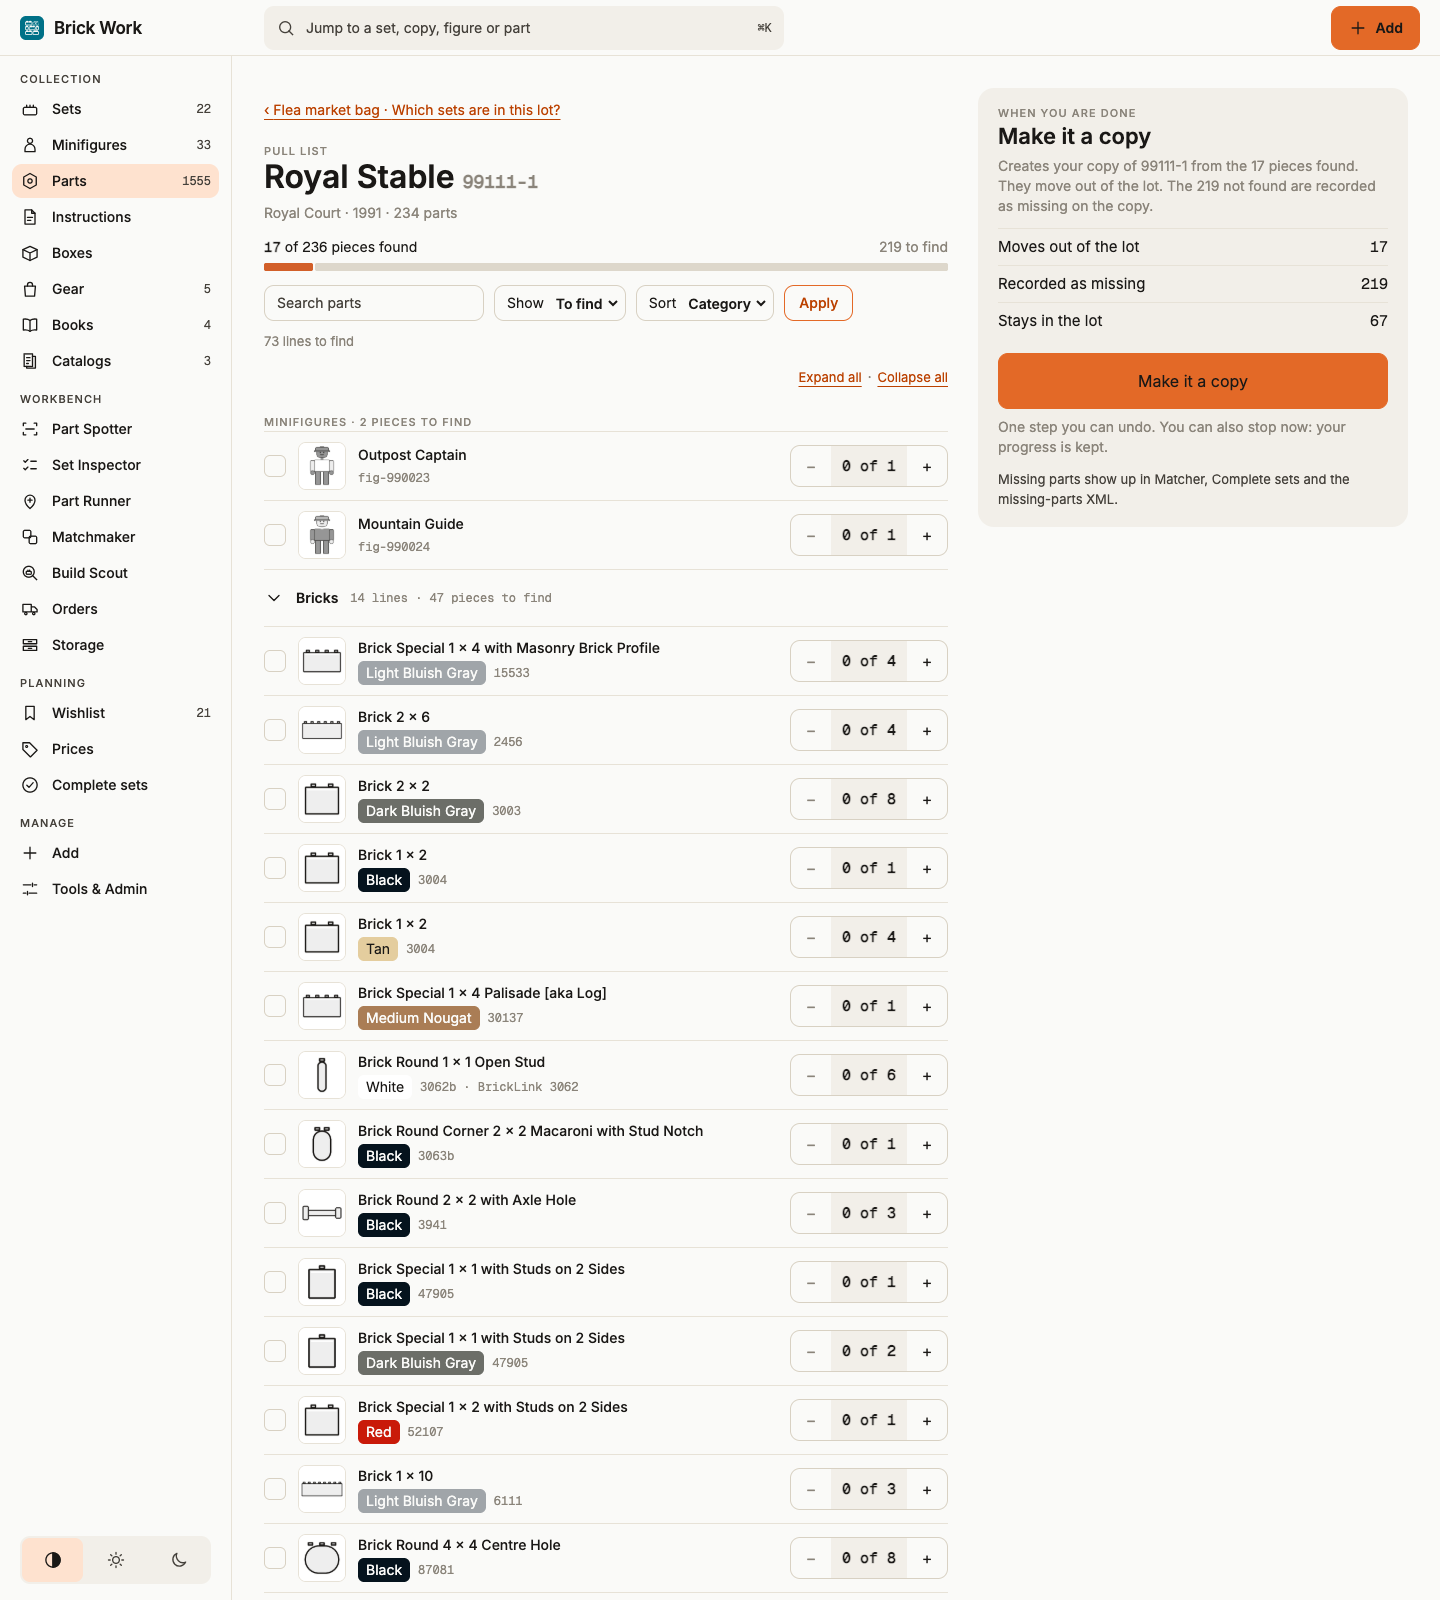 Brick Work
Jump to a set, copy, figure or part
⌘K
Add
COLLECTION
Sets 22
Minifigures 33
Parts 1555
Instructions
Boxes
Gear 5
Books 4
Catalogs 3
WORKBENCH
Part Spotter
Set Inspector
Part Runner
Matchmaker
Build Scout
Orders
Storage
PLANNING
Wishlist 21
Prices
Complete sets
MANAGE
Add
Tools & Admin
‹ Flea market bag · Which sets are in this lot?
PULL LIST
Royal Stable 99111-1
Royal Court · 1991 · 234 parts
17 of 236 pieces found
219 to find
Search parts
Show To find
Sort Category
Apply
73 lines to find
Expand all · Collapse all
MINIFIGURES · 2 PIECES TO FIND
Outpost Captain
fig-990023
− 0 of 1 +
Mountain Guide
fig-990024
− 0 of 1 +
Bricks 14 lines · 47 pieces to find
Brick Special 1 × 4 with Masonry Brick Profile
Light Bluish Gray 15533
− 0 of 4 +
Brick 2 × 6
Light Bluish Gray 2456
− 0 of 4 +
Brick 2 × 2
Dark Bluish Gray 3003
− 0 of 8 +
Brick 1 × 2
Black 3004
− 0 of 1 +
Brick 1 × 2
Tan 3004
− 0 of 4 +
Brick Special 1 × 4 Palisade [aka Log]
Medium Nougat 30137
− 0 of 1 +
Brick Round 1 × 1 Open Stud
White 3062b · BrickLink 3062
− 0 of 6 +
Brick Round Corner 2 × 2 Macaroni with Stud Notch
Black 3063b
− 0 of 1 +
Brick Round 2 × 2 with Axle Hole
Black 3941
− 0 of 3 +
Brick Special 1 × 1 with Studs on 2 Sides
Black 47905
− 0 of 1 +
Brick Special 1 × 1 with Studs on 2 Sides
Dark Bluish Gray 47905
− 0 of 2 +
Brick Special 1 × 2 with Studs on 2 Sides
Red 52107
− 0 of 1 +
Brick 1 × 10
Light Bluish Gray 6111
− 0 of 3 +
Brick Round 4 × 4 Centre Hole
Black 87081
− 0 of 8 +
WHEN YOU ARE DONE
Make it a copy
Creates your copy of 99111-1 from the 17 pieces found.
They move out of the lot. The 219 not found are recorded
as missing on the copy.
Moves out of the lot 17
Recorded as missing 219
Stays in the lot 67
Make it a copy
One step you can undo. You can also stop now: your
progress is kept.
Missing parts show up in Matcher, Complete sets and the
missing-parts XML.